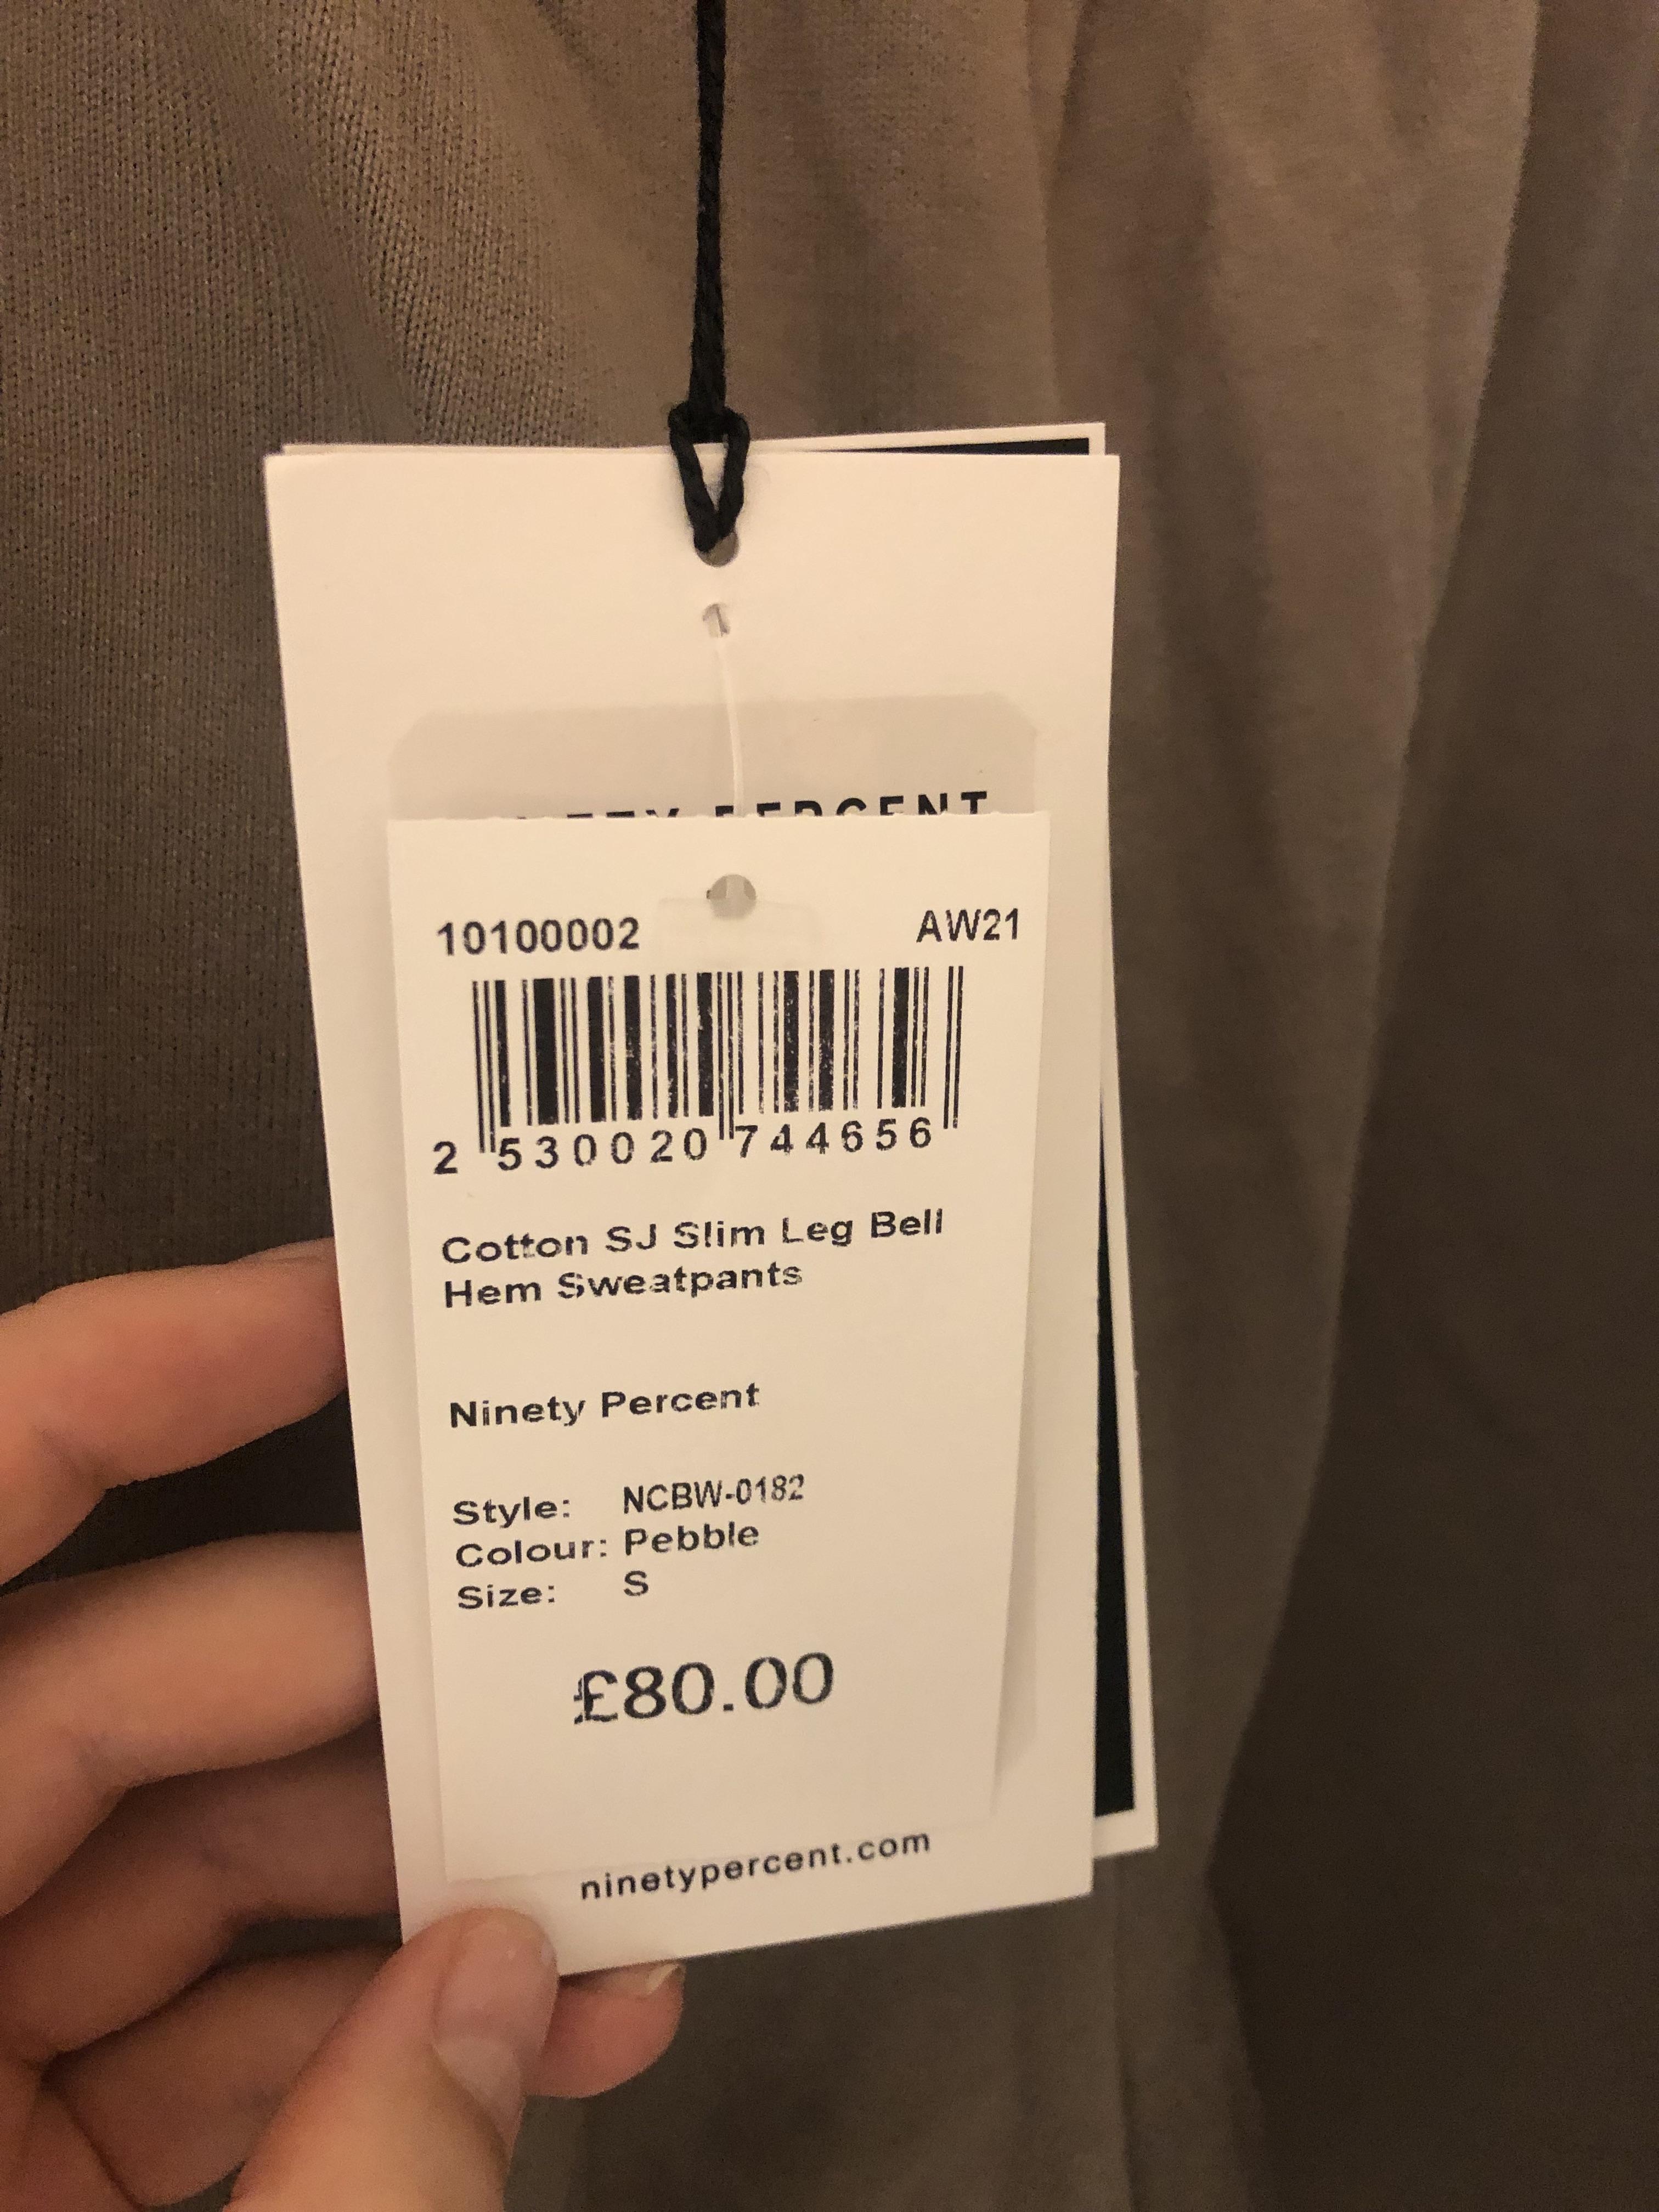 PERCENT
10100002 AW21
2 530020 744656
Cotton SJ Slim Leg Bell
Hem Sweatpants
Ninety Percent
Style: NCBW-0182
Colour: Pebble
Size: S
£80.00
ninetypercent.com